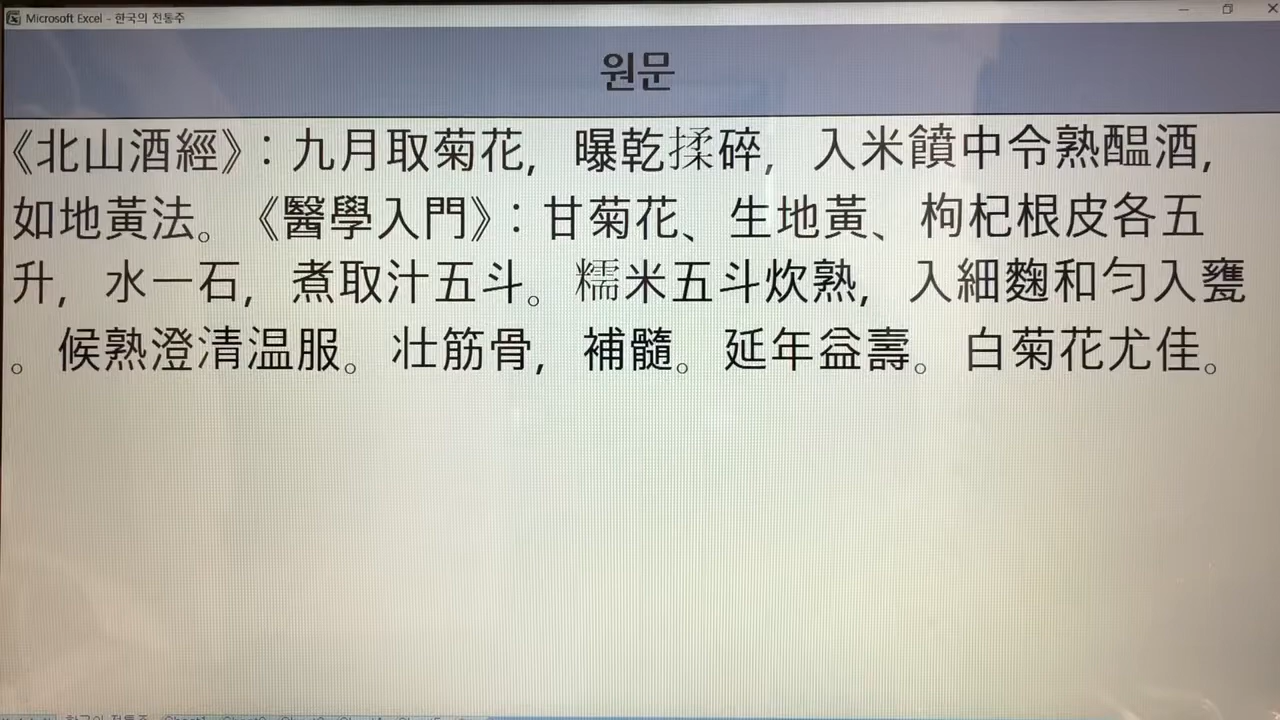 Microsoft Excel - 한국의 전통주
원문
《北山酒經》：九月取菊花，曝乾揉碎，入米饙中令熟醞酒，
如地黃法。《醫學入門》：甘菊花、生地黃、枸杞根皮各五
升，水一石，煮取汁五斗。糯米五斗炊熟，入細麴和匀入甕
。候熟澄清温服。壮筋骨，補髓。延年益壽。白菊花尤佳。